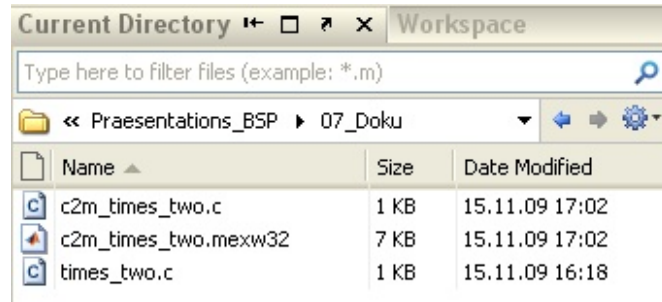 Current Directory Workspace
Type here to filter files (example: *.m)
« Praesentations_BSP ▸ 07_Doku
Name Size Date Modified
c2m_times_two.c 1 KB 15.11.09 17:02
c2m_times_two.mexw32 7 KB 15.11.09 17:02
times_two.c 1 KB 15.11.09 16:18